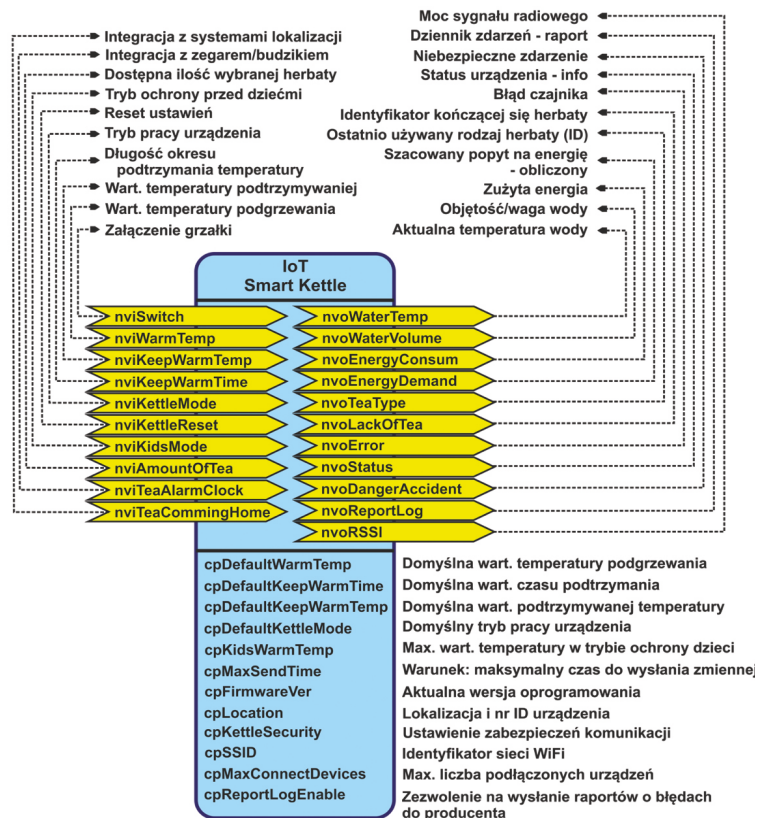 Integracja z systemami lokalizacji
Integracja z zegarem/budzikiem
Dostępna ilość wybranej herbaty
Tryb ochrony przed dziećmi
Reset ustawień
Tryb pracy urządzenia
Długość okresu
podtrzymania temperatury
Wart. temperatury podtrzymywaniej
Wart. temperatury podgrzewania
Załączenie grzałki
Moc sygnału radiowego
Dziennik zdarzeń - raport
Niebezpieczne zdarzenie
Status urządzenia - info
Błąd czajnika
Identyfikator kończącej się herbaty
Ostatnio używany rodzaj herbaty (ID)
Szacowany popyt na energię
- obliczony
Zużyta energia
Objętość/waga wody
Aktualna temperatura wody
IoT
Smart Kettle
nviSwitch
nviWarmTemp
nviKeepWarmTemp
nviKeepWarmTime
nviKettleMode
nviKettleReset
nviKidsMode
nviAmountOfTea
nviTeaAlarmClock
nviTeaCommingHome
nvoWaterTemp
nvoWaterVolume
nvoEnergyConsum
nvoEnergyDemand
nvoTeaType
nvoLackOfTea
nvoError
nvoStatus
nvoDangerAccident
nvoReportLog
nvoRSSI
cpDefaultWarmTemp Domyślna wart. temperatury podgrzewania
cpDefaultKeepWarmTime Domyślna wart. czasu podtrzymania
cpDefaultKeepWarmTemp Domyślna wart. podtrzymywanej temperatury
cpDefaultKettleMode Domyślny tryb pracy urządzenia
cpKidsWarmTemp Max. wart. temperatury w trybie ochrony dzieci
cpMaxSendTime Warunek: maksymalny czas do wysłania zmiennej
cpFirmwareVer Aktualna wersja oprogramowania
cpLocation Lokalizacja i nr ID urządzenia
cpKettleSecurity Ustawienie zabezpieczeń komunikacji
cpSSID Identyfikator sieci WiFi
cpMaxConnectDevices Max. liczba podłączonych urządzeń
cpReportLogEnable Zezwolenie na wysłanie raportów o błędach
do producenta